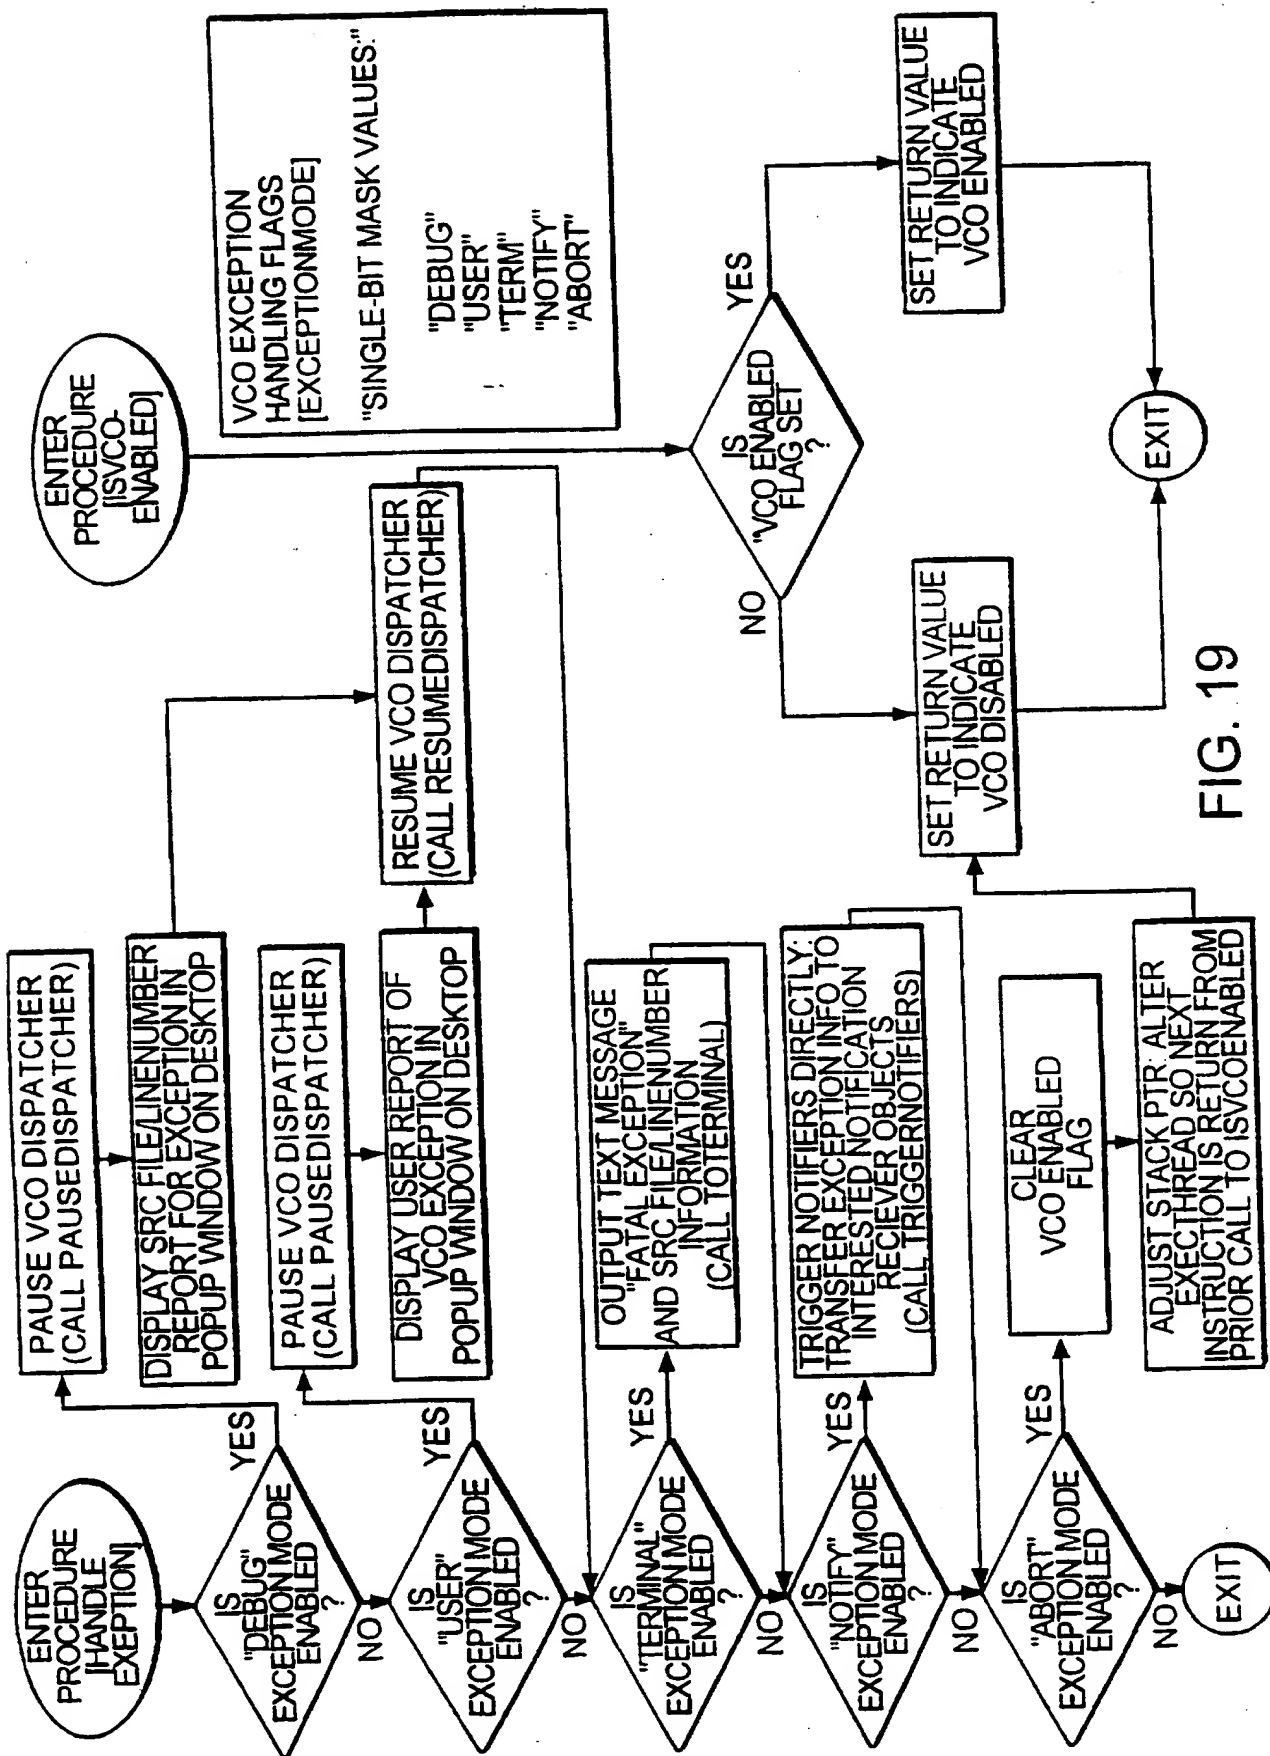 ENTER
PROCEDURE
[HANDLE
EXEPTION]
IS
"DEBUG"
EXCEPTION MODE
ENABLED
?
YES
NO
PAUSE VCO DISPATCHER
(CALL PAUSEDISPATCHER)
DISPLAY SRC FILE/LINENUMBER
REPORT FOR EXCEPTION IN
POPUP WINDOW ON DESKTOP
IS
"USER"
EXCEPTION MODE
ENABLED
?
YES
NO
PAUSE VCO DISPATCHER
(CALL PAUSEDISPATCHER)
DISPLAY USER REPORT OF
VCO EXCEPTION IN
POPUP WINDOW ON DESKTOP
RESUME VCO DISPATCHER
(CALL RESUMEDISPATCHER)
IS
"TERMINAL"
EXCEPTION MODE
ENABLED
?
YES
NO
OUTPUT TEXT MESSAGE
"FATAL EXCEPTION"
AND SRC FILE/LINENUMBER
INFORMATION
(CALL TOTERMINAL)
IS
"NOTIFY"
EXCEPTION MODE
ENABLED
?
YES
NO
TRIGGER NOTIFIERS DIRECTLY:
TRANSFER EXCEPTION INFO TO
INTERESTED NOTIFICATION
RECIEVER OBJECTS
(CALL TRIGGERNOTIFIERS)
IS
"ABORT"
EXCEPTION MODE
ENABLED
?
YES
NO
CLEAR
VCO ENABLED
FLAG
ADJUST STACK PTR: ALTER
EXECTHREAD SO NEXT
INSTRUCTION IS RETURN FROM
PRIOR CALL TO ISVCOENABLED
EXIT
ENTER
PROCEDURE
[ISVCO-
ENABLED]
VCO EXCEPTION
HANDLING FLAGS
[EXCEPTIONMODE]
"SINGLE-BIT MASK VALUES:"
"DEBUG"
"USER"
"TERM"
"NOTIFY"
"ABORT"
IS
"VCO ENABLED
FLAG SET
?
NO
YES
SET RETURN VALUE
TO INDICATE
VCO DISABLED
SET RETURN VALUE
TO INDICATE
VCO ENABLED
EXIT
FIG. 19